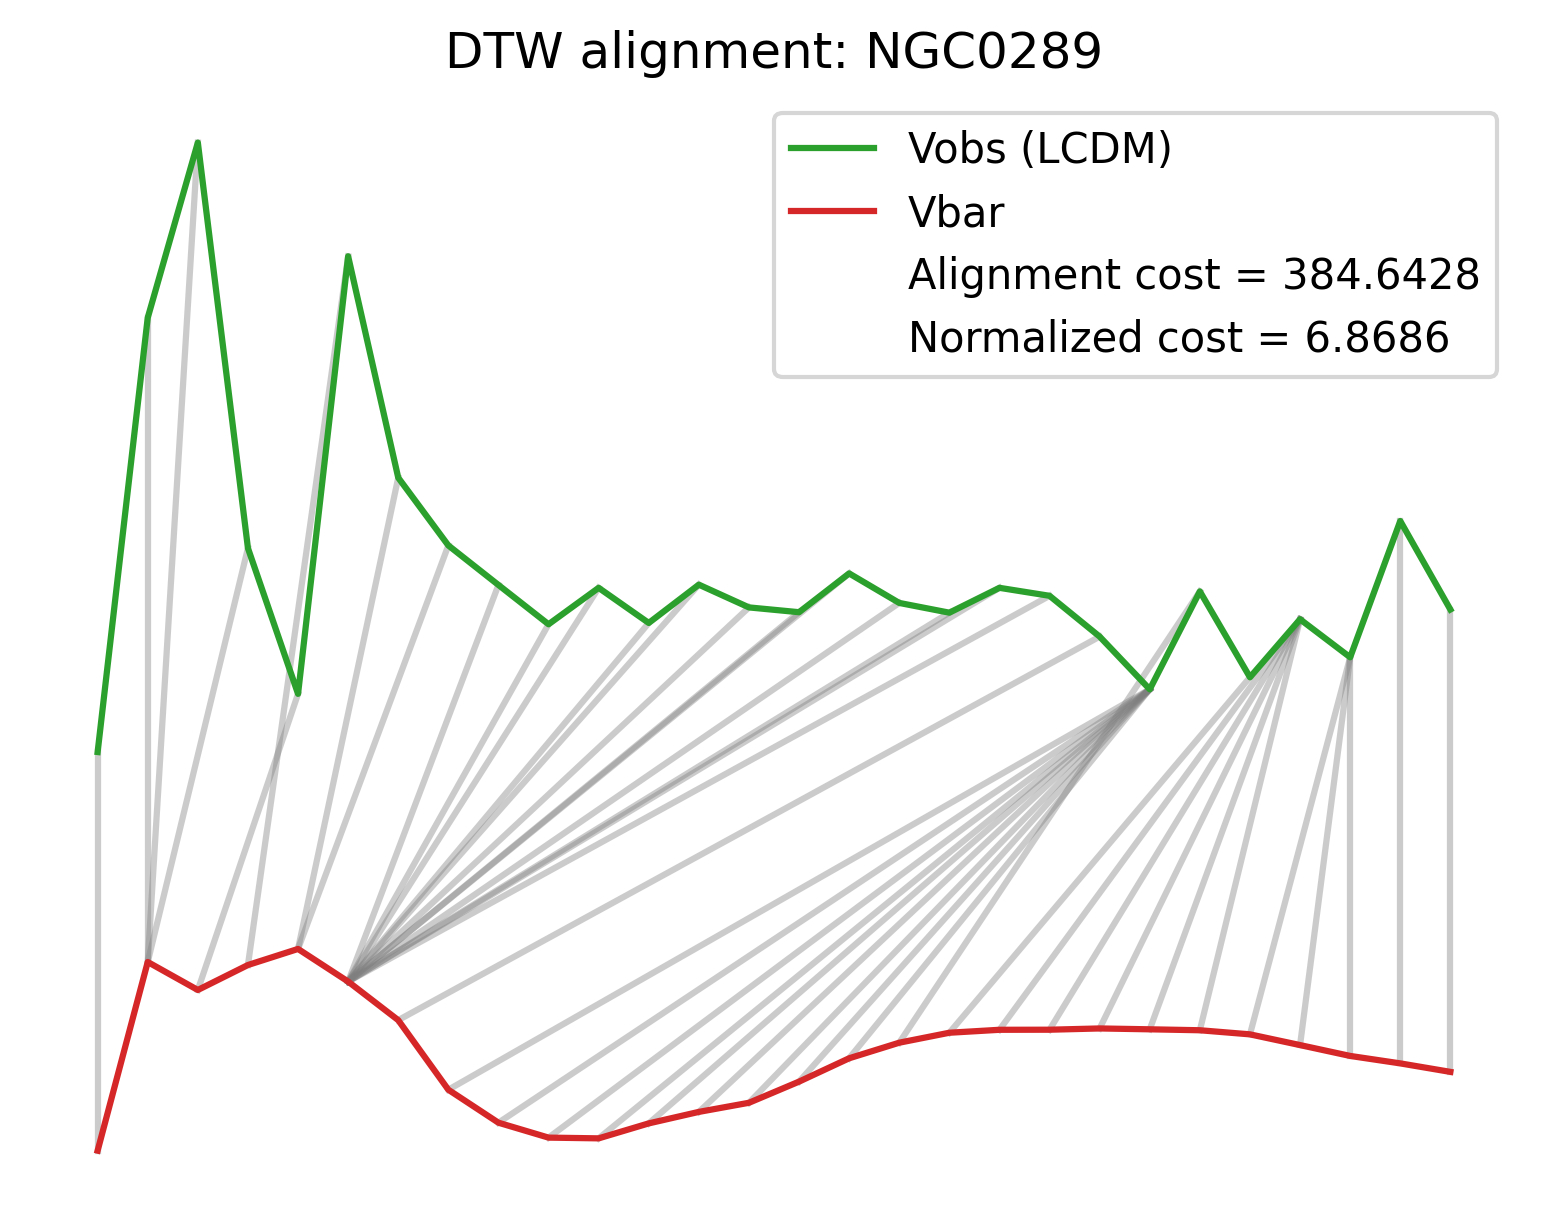 DTW alignment: NGC0289
Vobs (LCDM)
Vbar
Alignment cost = 384.6428
Normalized cost = 6.8686